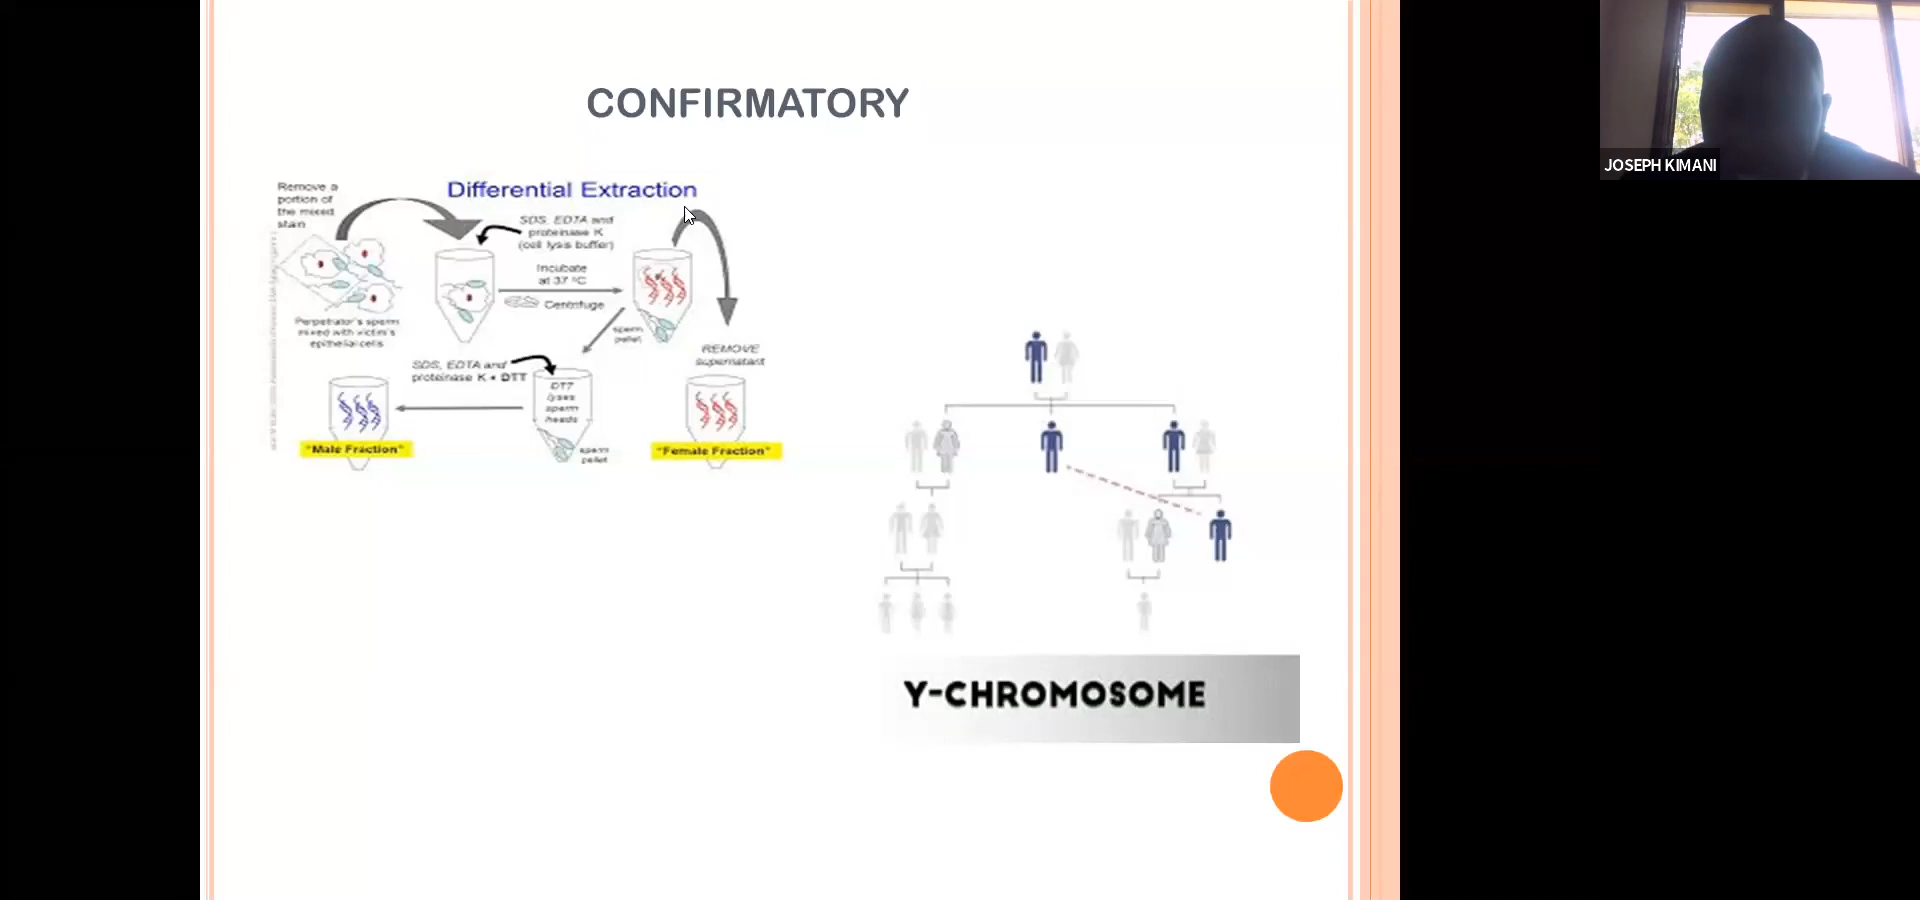 CONFIRMATORY
Differential Extraction
Remove a
portion of
the mixed
stain
SDS, EDTA and
proteinase K
(cell lysis buffer)
Incubate
at 37 ºC
Centrifuge
Perpetrator's sperm
mixed with victim's
epithelial cells
sperm
pellet
REMOVE
supernatant
SDS, EDTA and
proteinase K + DTT
DTT
lyses
sperm
heads
sperm
pellet
"Male Fraction"
"Female Fraction"
Y-CHROMOSOME
JOSEPH KIMANI